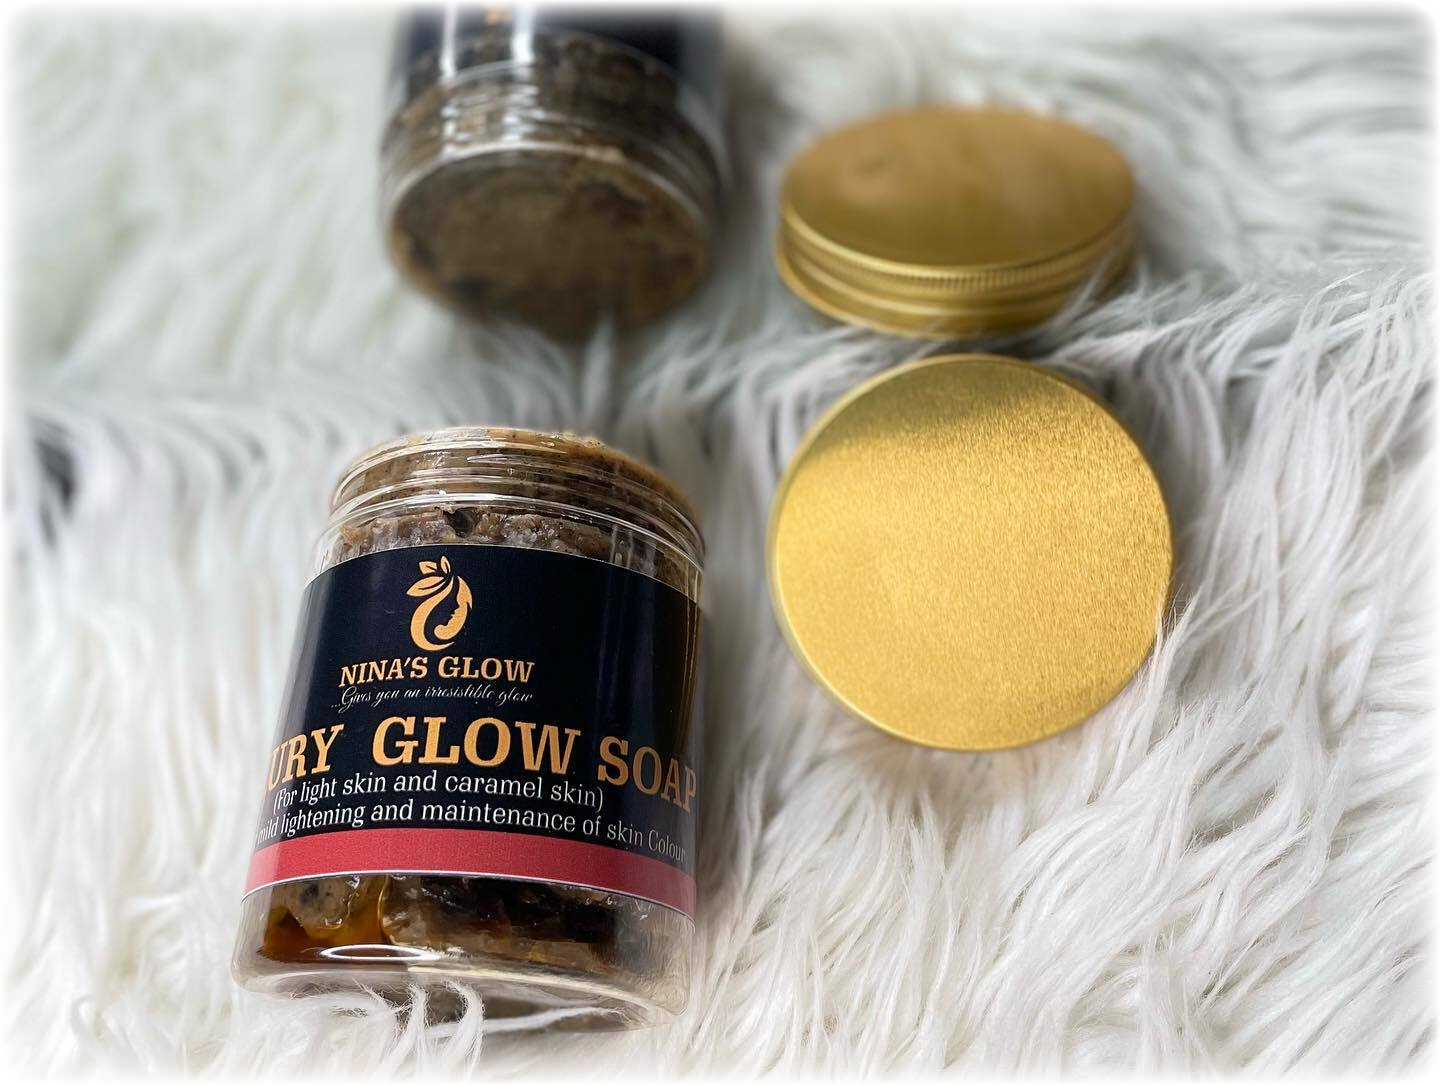 NINA'S GLOW
...Gives you an irresistible glow
URY GLOW SOAP
(For light skin and caramel skin)
mild lightening and maintenance of skin Colour